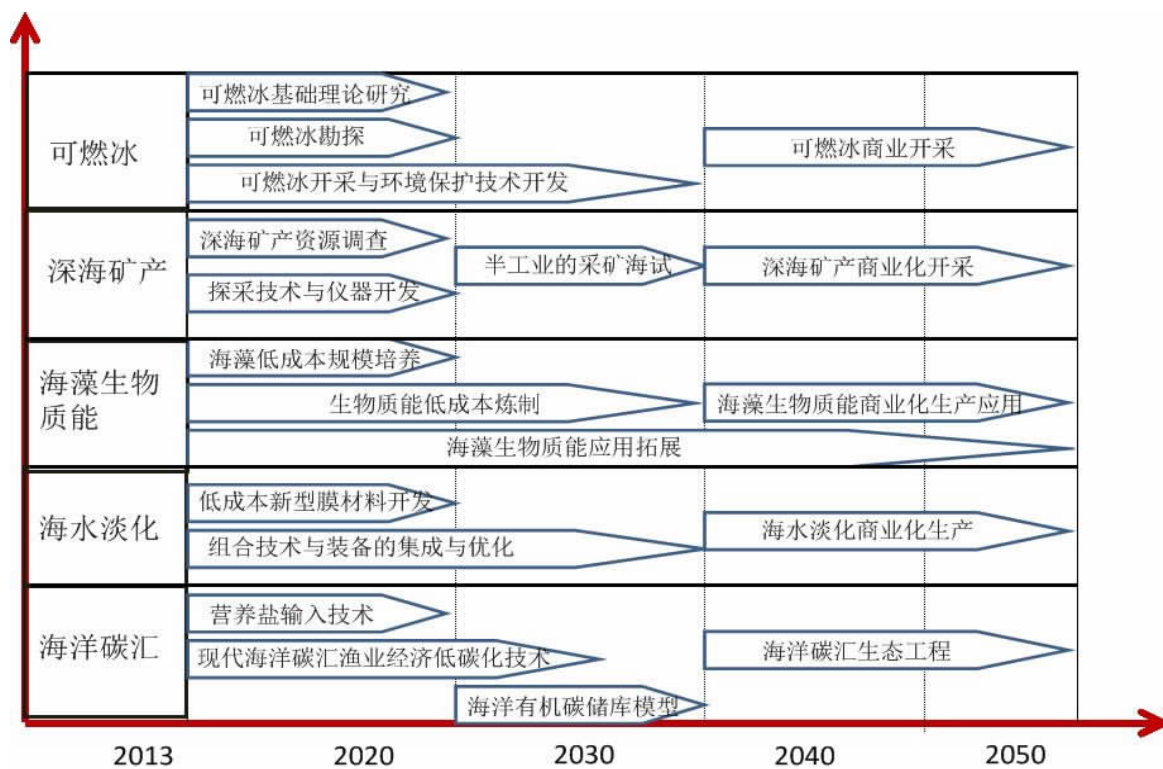 可燃冰
可燃冰基础理论研究
可燃冰勘探
可燃冰开采与环境保护技术开发
可燃冰商业开采
深海矿产
深海矿产资源调查
探采技术与仪器开发
半工业的采矿海试
深海矿产商业化开采
海藻生物
质能
海藻低成本规模培养
生物质能低成本炼制
海藻生物质能商业化生产应用
海藻生物质能应用拓展
海水淡化
低成本新型膜材料开发
组合技术与装备的集成与优化
海水淡化商业化生产
海洋碳汇
营养盐输入技术
现代海洋碳汇渔业经济低碳化技术
海洋有机碳储库模型
海洋碳汇生态工程
2013 2020 2030 2040 2050